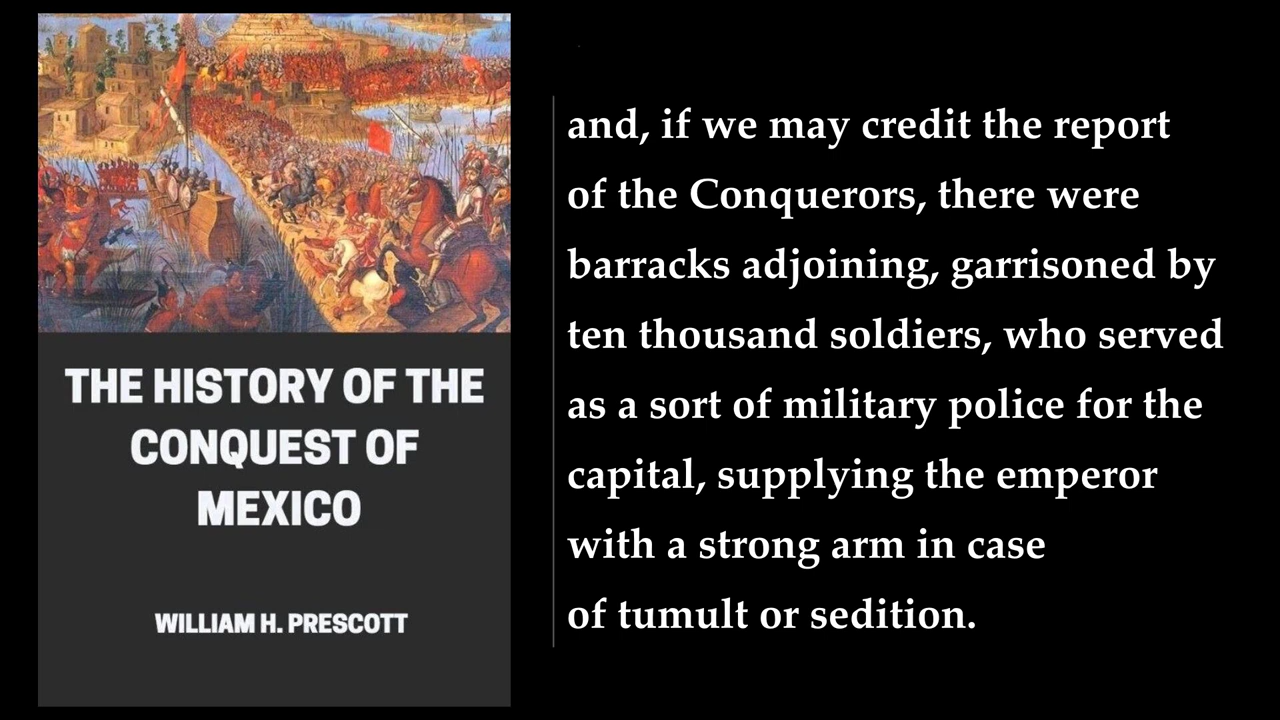 THE HISTORY OF THE
CONQUEST OF
MEXICO
WILLIAM H. PRESCOTT
and, if we may credit the report
of the Conquerors, there were
barracks adjoining, garrisoned by
ten thousand soldiers, who served
as a sort of military police for the
capital, supplying the emperor
with a strong arm in case
of tumult or sedition.